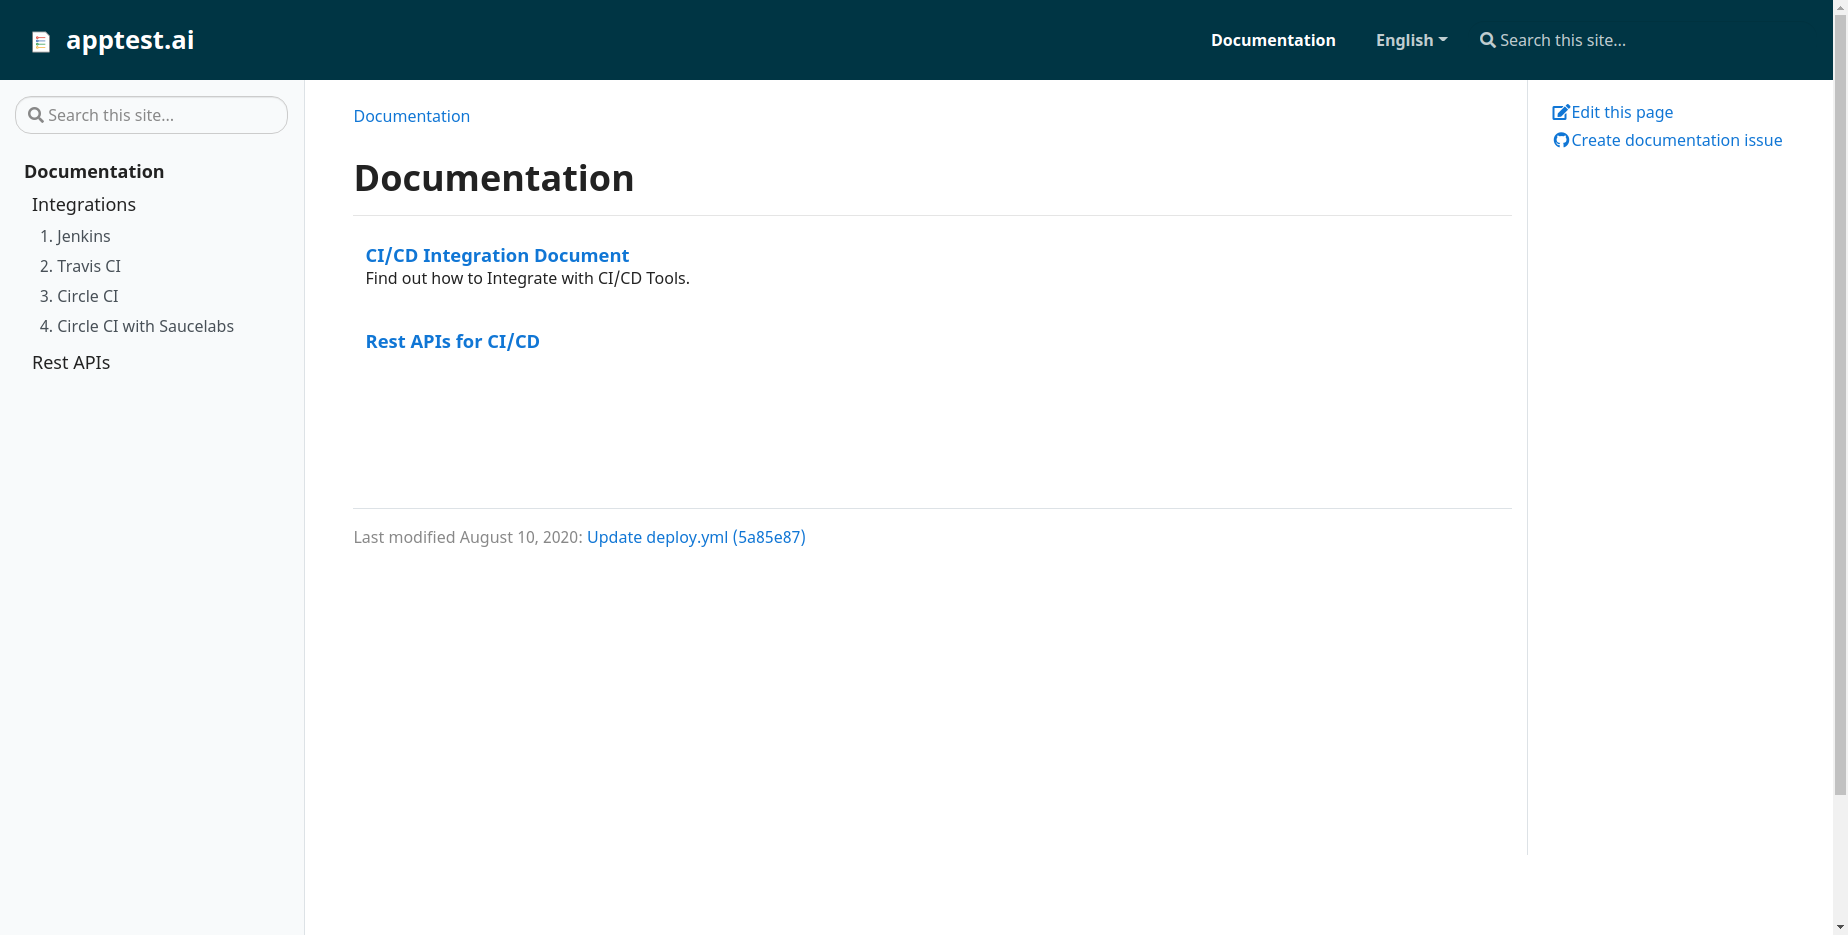 apptest.ai
Documentation
English
Search this site...
Search this site...
Documentation
Integrations
1. Jenkins
2. Travis CI
3. Circle CI
4. Circle CI with Saucelabs
Rest APIs
Documentation
Documentation
CI/CD Integration Document
Find out how to Integrate with CI/CD Tools.
Rest APIs for CI/CD
Last modified August 10, 2020: Update deploy.yml (5a85e87)
Edit this page
Create documentation issue